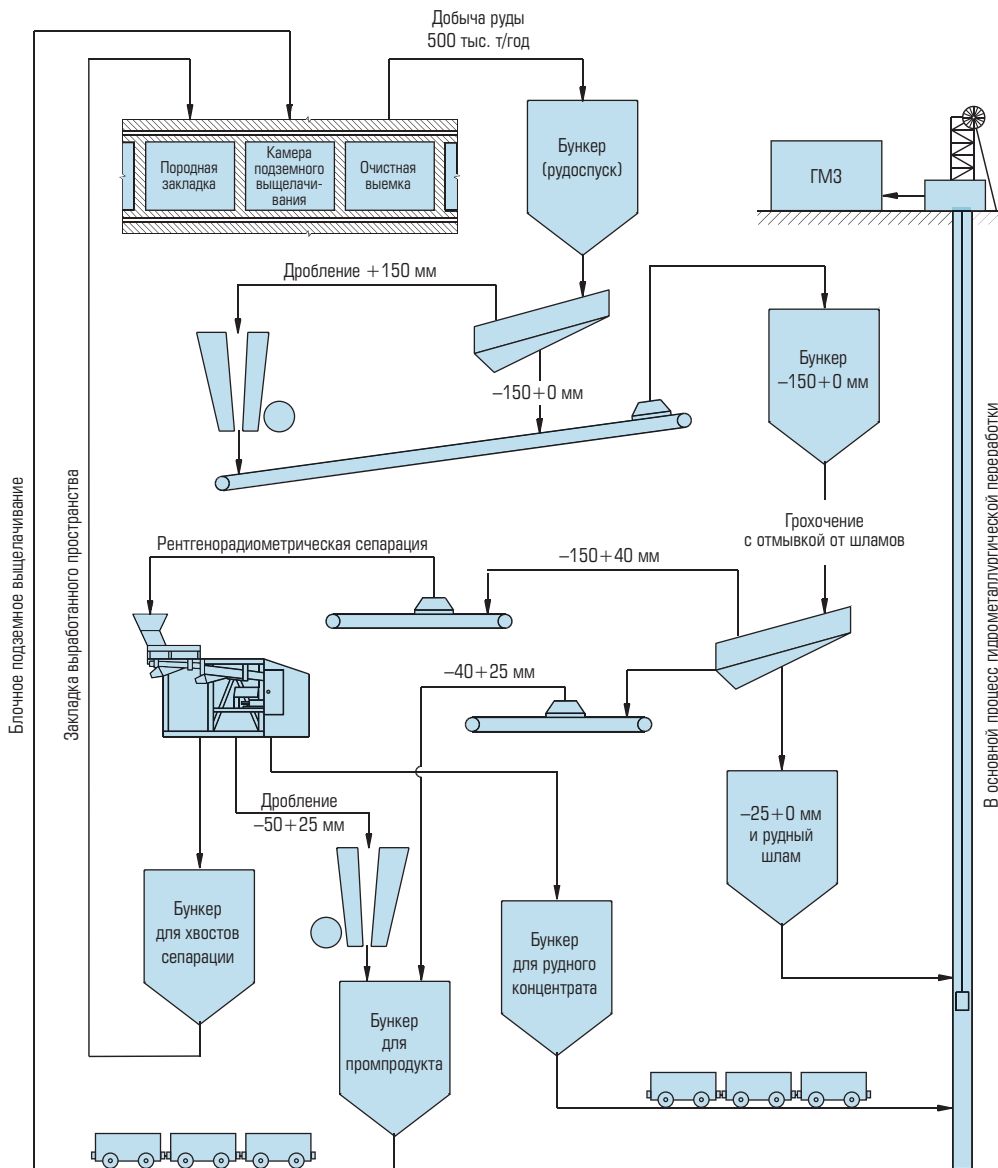 Добыча руды
500 тыс. т/год
Породная
закладка
Камера
подземного
выщелачи-
вания
Очистная
выемка
Бункер
(рудоспуск)
ГМЗ
Дробление +150 мм
–150+0 мм
Бункер
–150+0 мм
Грохочение
с отмывкой от шламов
Рентгенорадиометрическая сепарация
–150+40 мм
–40+25 мм
Дробление
–50+25 мм
–25+0 мм
и рудный
шлам
Бункер
для хвостов
сепарации
Бункер
для рудного
концентрата
Бункер
для
промпродукта
Блочное подземное выщелачивание
Закладка выработанного пространства
В основной процесс гидрометаллургической переработки